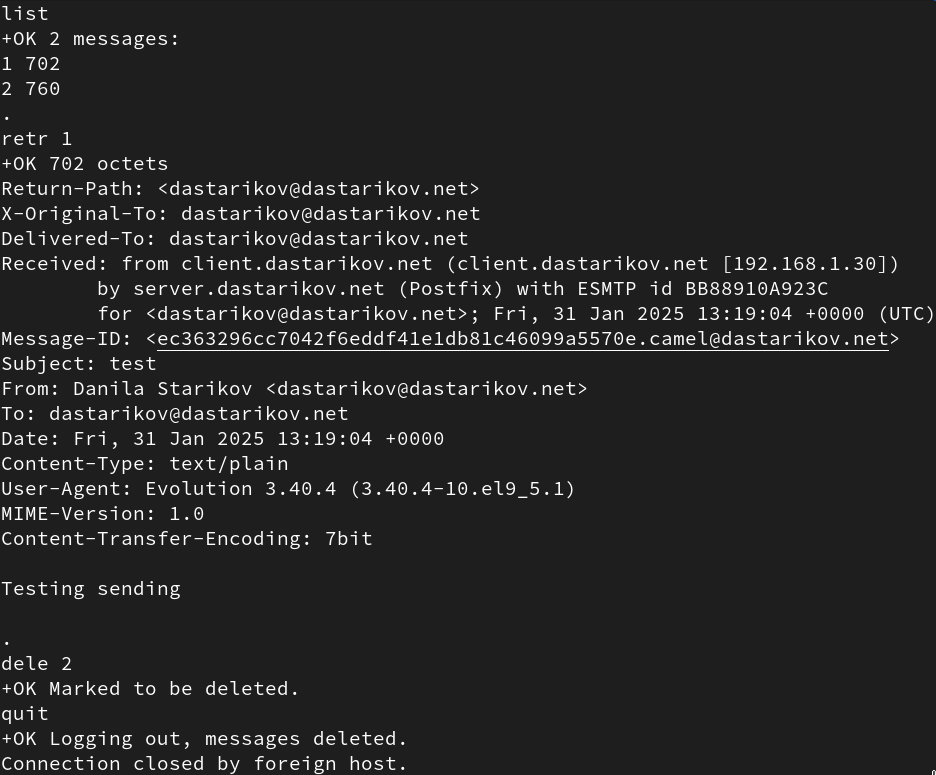 list
+OK 2 messages:
1 702
2 760
.
retr 1
+OK 702 octets
Return-Path: <dastarikov@dastarikov.net>
X-Original-To: dastarikov@dastarikov.net
Delivered-To: dastarikov@dastarikov.net
Received: from client.dastarikov.net (client.dastarikov.net [192.168.1.30])
        by server.dastarikov.net (Postfix) with ESMTP id BB88910A923C
        for <dastarikov@dastarikov.net>; Fri, 31 Jan 2025 13:19:04 +0000 (UTC)
Message-ID: <ec363296cc7042f6eddf41e1db81c46099a5570e.camel@dastarikov.net>
Subject: test
From: Danila Starikov <dastarikov@dastarikov.net>
To: dastarikov@dastarikov.net
Date: Fri, 31 Jan 2025 13:19:04 +0000
Content-Type: text/plain
User-Agent: Evolution 3.40.4 (3.40.4-10.el9_5.1)
MIME-Version: 1.0
Content-Transfer-Encoding: 7bit

Testing sending

.
dele 2
+OK Marked to be deleted.
quit
+OK Logging out, messages deleted.
Connection closed by foreign host.